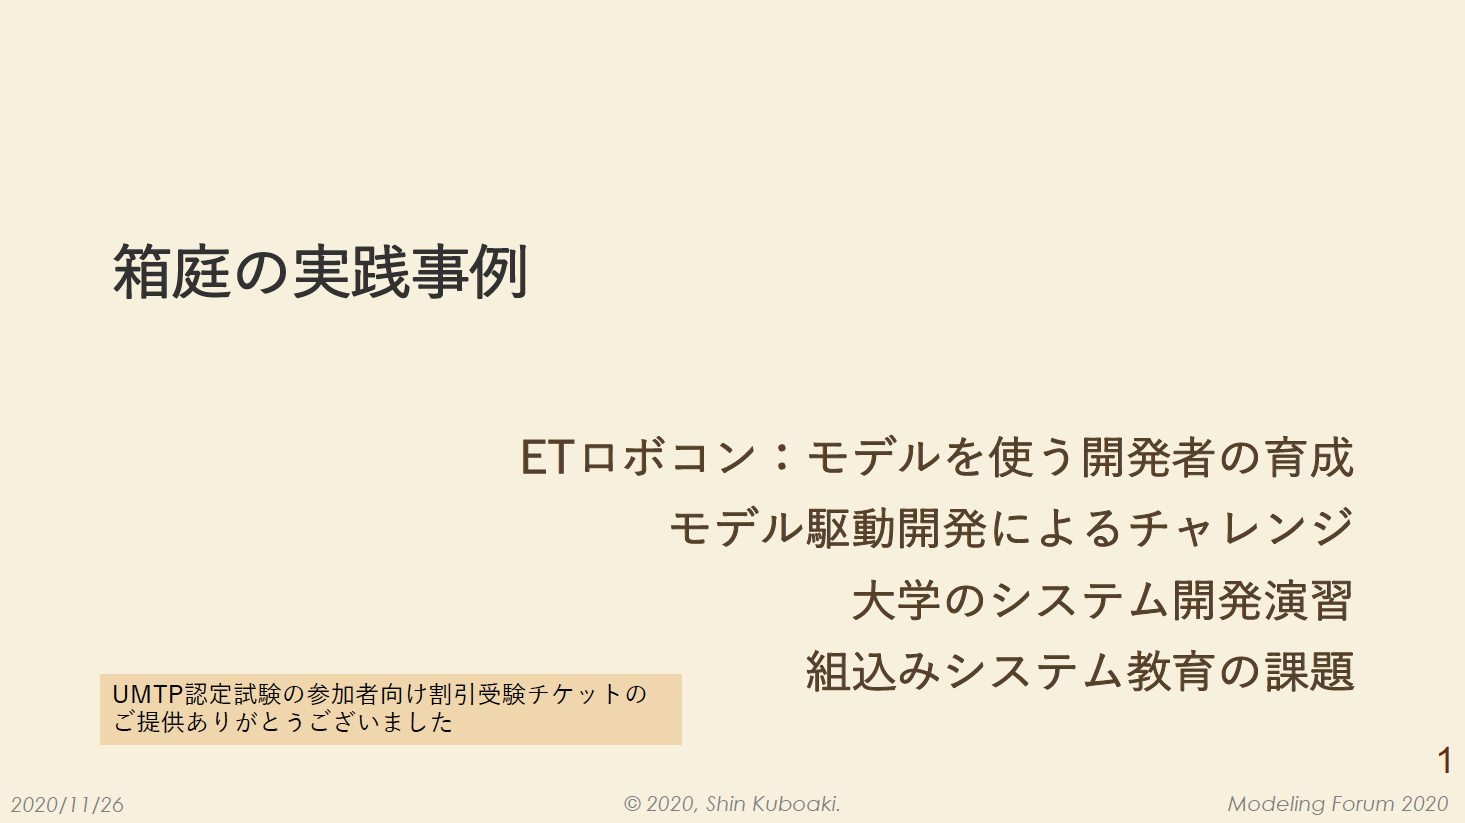 箱庭の実践事例
ETロボコン：モデルを使う開発者の育成
モデル駆動開発によるチャレンジ
大学のシステム開発演習
組込みシステム教育の課題
UMTP認定試験の参加者向け割引受験チケットの
ご提供ありがとうございました
1
2020/11/26
© 2020, Shin Kuboaki.
Modeling Forum 2020